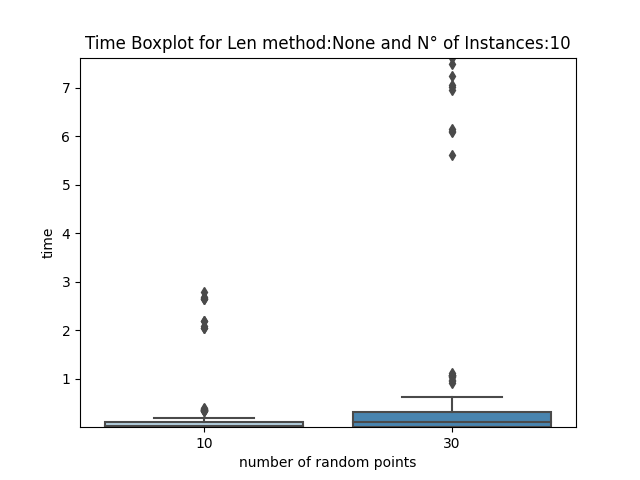 Time Boxplot for Len method:None and N° of Instances:10
7
6
5
4
3
2
1
time
10 30
number of random points